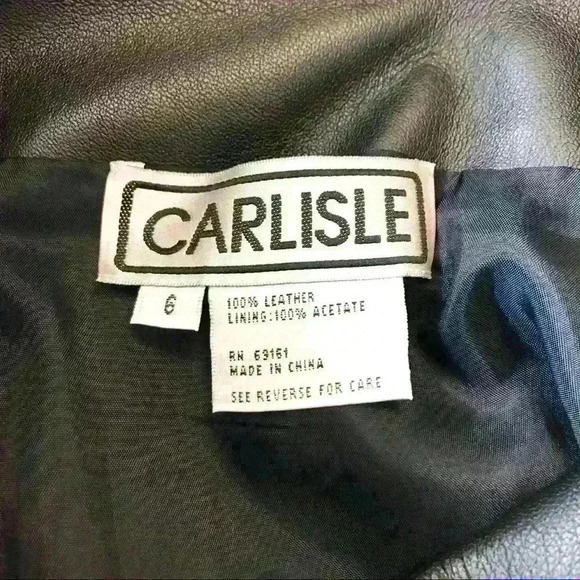 CARLISLE
6
100% LEATHER
LINING:100% ACETATE
RN 69161
MADE IN CHINA
SEE REVERSE FOR CARE